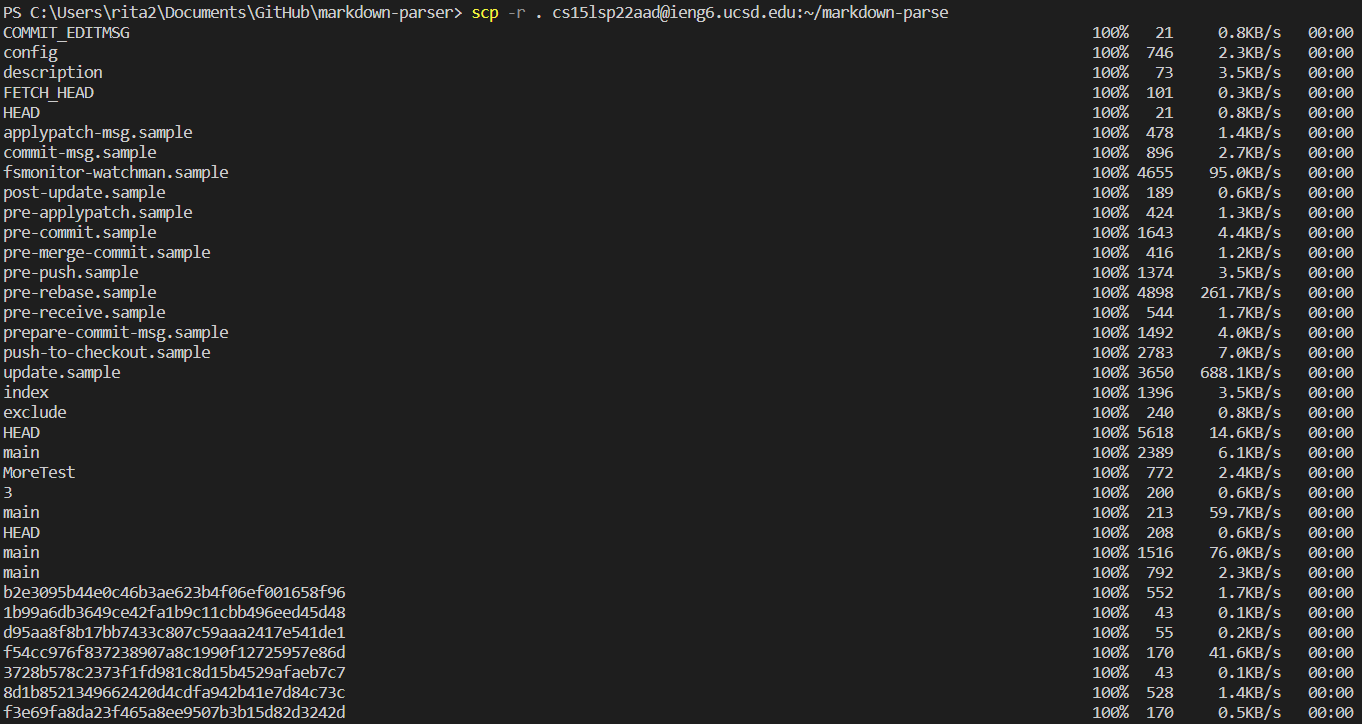 PS C:\Users\rita2\Documents\GitHub\markdown-parser> scp -r . cs15lsp22aad@ieng6.ucsd.edu:~/markdown-parse
COMMIT_EDITMSG 100% 21 0.8KB/s 00:00
config 100% 746 2.3KB/s 00:00
description 100% 73 3.5KB/s 00:00
FETCH_HEAD 100% 101 0.3KB/s 00:00
HEAD 100% 21 0.8KB/s 00:00
applypatch-msg.sample 100% 478 1.4KB/s 00:00
commit-msg.sample 100% 896 2.7KB/s 00:00
fsmonitor-watchman.sample 100% 4655 95.0KB/s 00:00
post-update.sample 100% 189 0.6KB/s 00:00
pre-applypatch.sample 100% 424 1.3KB/s 00:00
pre-commit.sample 100% 1643 4.4KB/s 00:00
pre-merge-commit.sample 100% 416 1.2KB/s 00:00
pre-push.sample 100% 1374 3.5KB/s 00:00
pre-rebase.sample 100% 4898 261.7KB/s 00:00
pre-receive.sample 100% 544 1.7KB/s 00:00
prepare-commit-msg.sample 100% 1492 4.0KB/s 00:00
push-to-checkout.sample 100% 2783 7.0KB/s 00:00
update.sample 100% 3650 688.1KB/s 00:00
index 100% 1396 3.5KB/s 00:00
exclude 100% 240 0.8KB/s 00:00
HEAD 100% 5618 14.6KB/s 00:00
main 100% 2389 6.1KB/s 00:00
MoreTest 100% 772 2.4KB/s 00:00
3 100% 200 0.6KB/s 00:00
main 100% 213 59.7KB/s 00:00
HEAD 100% 208 0.6KB/s 00:00
main 100% 1516 76.0KB/s 00:00
main 100% 792 2.3KB/s 00:00
b2e3095b44e0c46b3ae623b4f06ef001658f96 100% 552 1.7KB/s 00:00
1b99a6db3649ce42fa1b9c11cbb496eed45d48 100% 43 0.1KB/s 00:00
d95aa8f8b17bb7433c807c59aaa2417e541de1 100% 55 0.2KB/s 00:00
f54cc976f837238907a8c1990f12725957e86d 100% 170 41.6KB/s 00:00
3728b578c2373f1fd981c8d15b4529afaeb7c7 100% 43 0.1KB/s 00:00
8d1b8521349662420d4cdfa942b41e7d84c73c 100% 528 1.4KB/s 00:00
f3e69fa8da23f465a8ee9507b3b15d82d3242d 100% 170 0.5KB/s 00:00